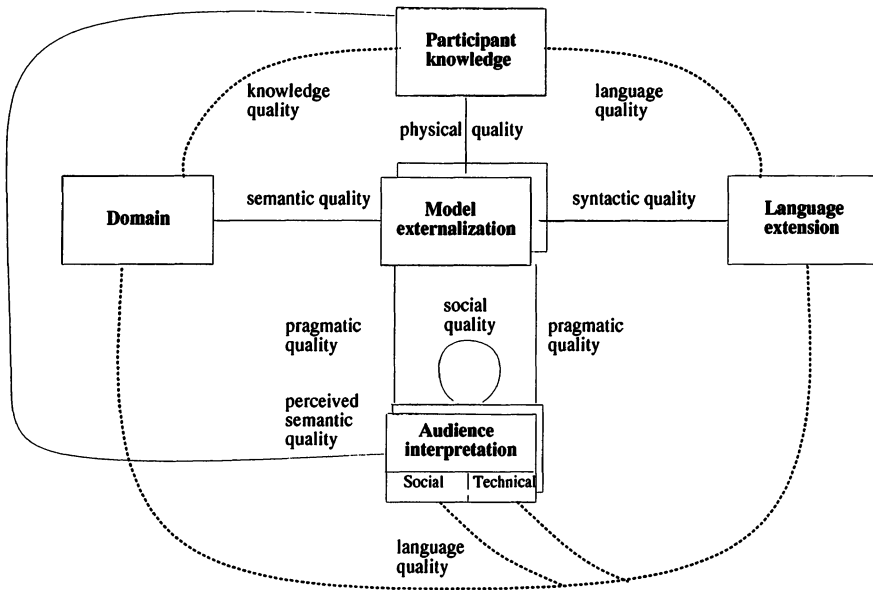 Participant
knowledge
knowledge
quality
language
quality
physical quality
Domain
semantic quality
Model
externalization
syntactic quality
Language
extension
pragmatic
quality
social
quality
pragmatic
quality
perceived
semantic
quality
Audience
interpretation
Social
Technical
language
quality